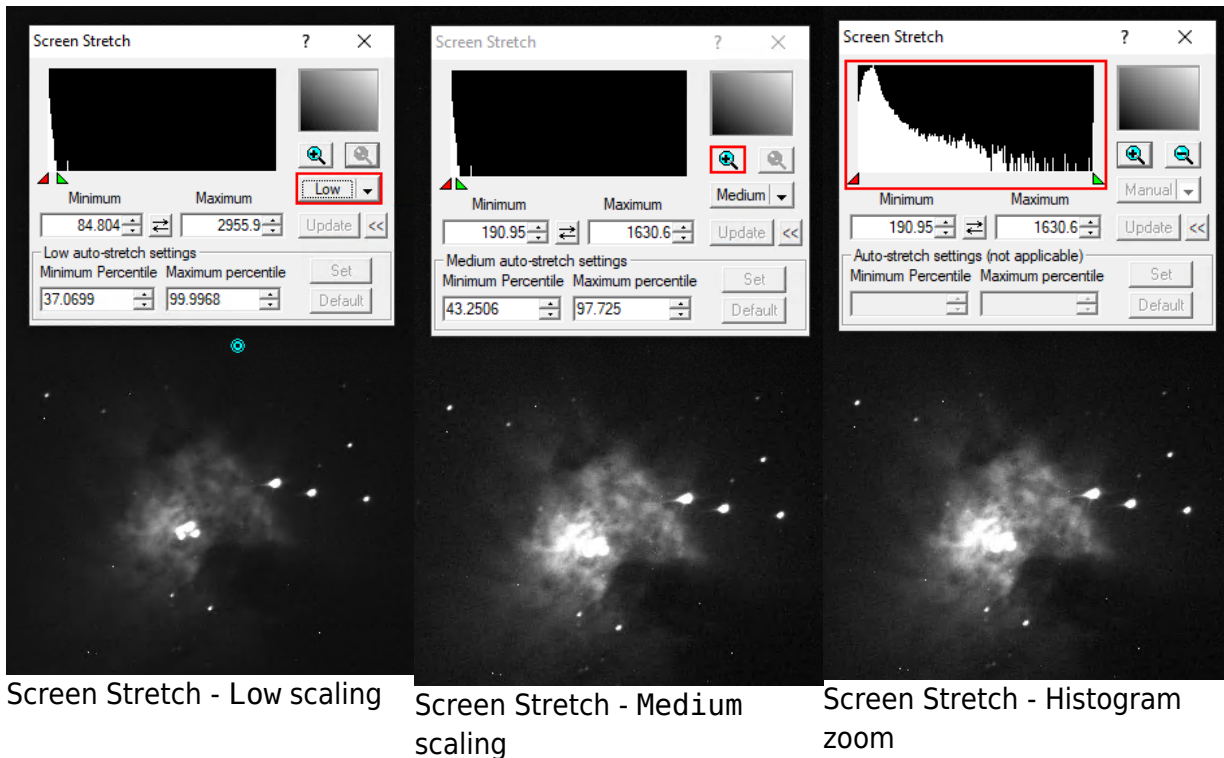 Screen Stretch ? ×
Low
Minimum Maximum
84.804 2955.9 Update <<
Low auto-stretch settings
Minimum Percentile Maximum percentile Set
37.0699 99.9968 Default
Screen Stretch - Low scaling
Screen Stretch ? ×
Medium
Minimum Maximum
190.95 1630.6 Update <<
Medium auto-stretch settings
Minimum Percentile Maximum percentile Set
43.2506 97.725 Default
Screen Stretch - Medium
scaling
Screen Stretch ? ×
Manual
Minimum Maximum
190.95 1630.6 Update <<
Auto-stretch settings (not applicable)
Minimum Percentile Maximum percentile Set
Default
Screen Stretch - Histogram
zoom